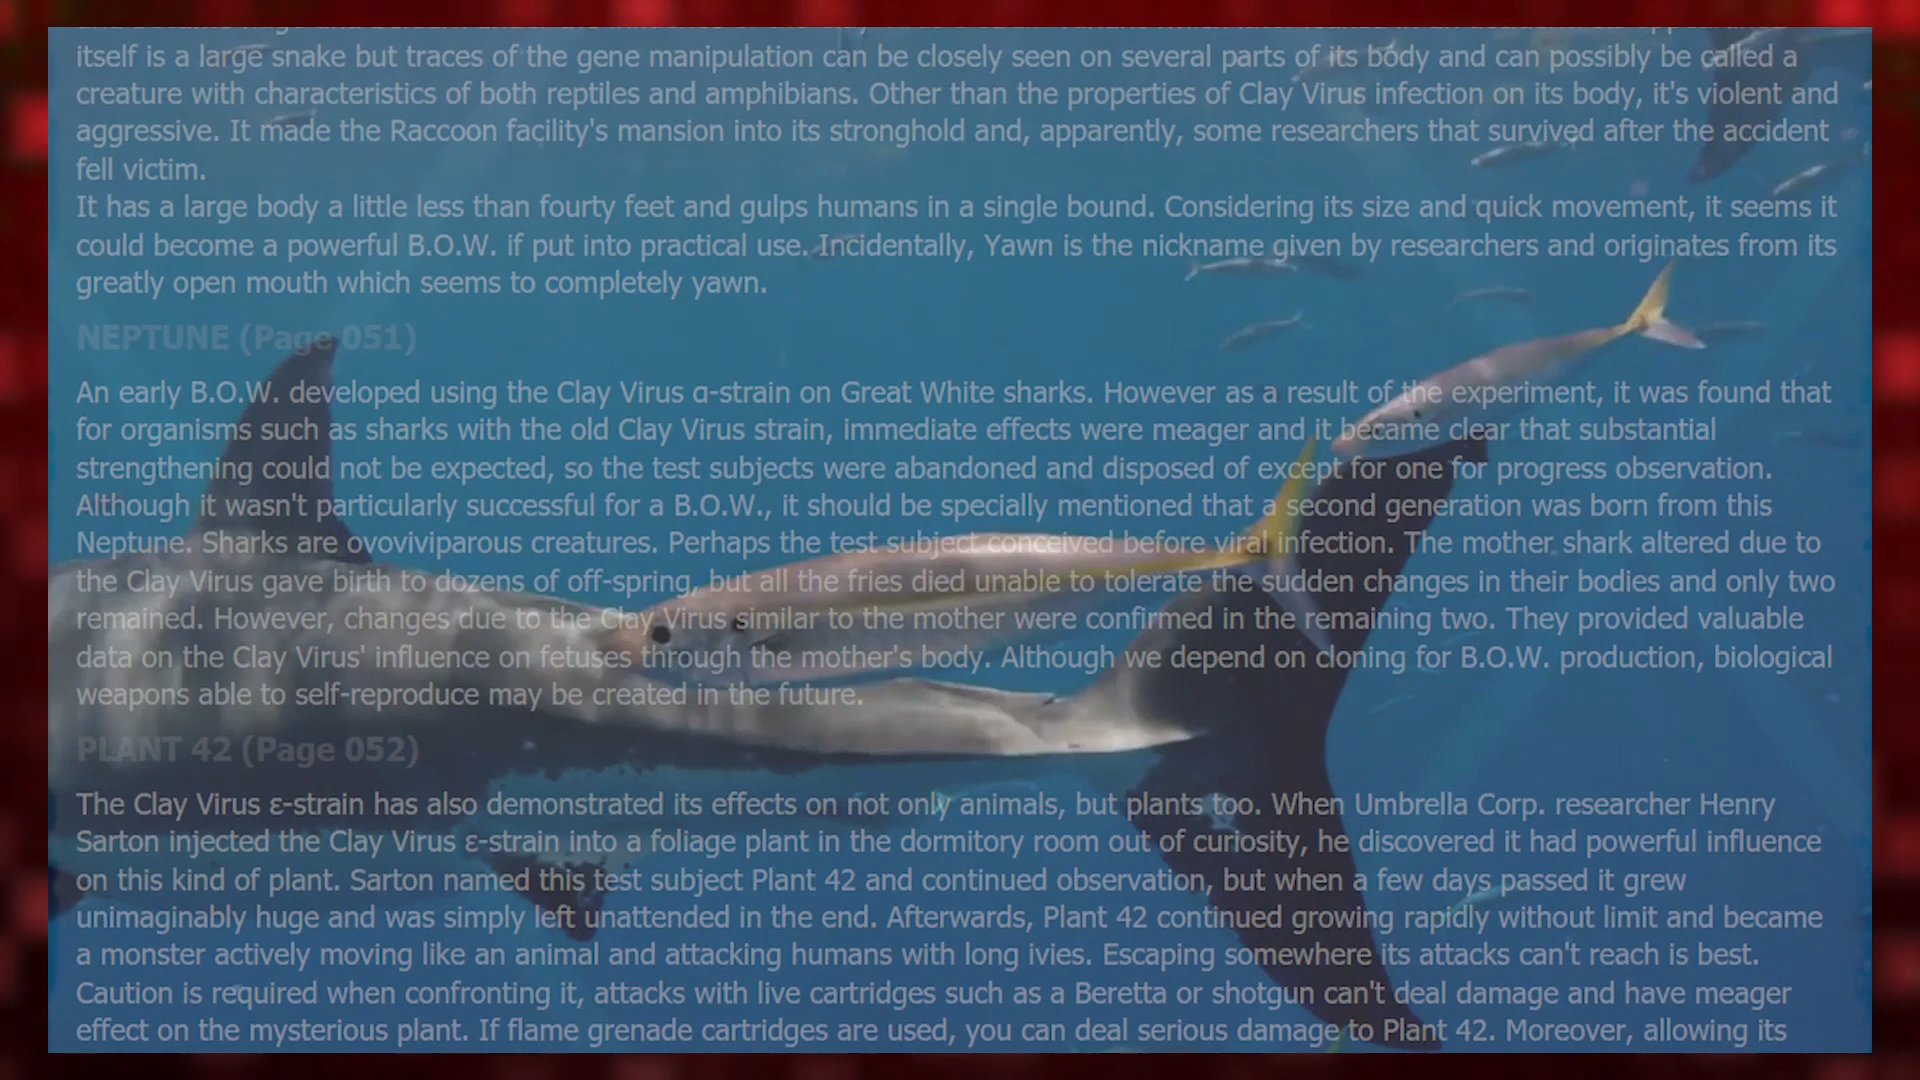 itself is a large snake but traces of the gene manipulation can be closely seen on several parts of its body and can possibly be called a
creature with characteristics of both reptiles and amphibians. Other than the properties of Clay Virus infection on its body, it's violent and
aggressive. It made the Raccoon facility's mansion into its stronghold and, apparently, some researchers that survived after the accident
fell victim.
It has a large body a little less than fourty feet and gulps humans in a single bound. Considering its size and quick movement, it seems it
could become a powerful B.O.W. if put into practical use. Incidentally, Yawn is the nickname given by researchers and originates from its
greatly open mouth which seems to completely yawn.
NEPTUNE (Page 051)
An early B.O.W. developed using the Clay Virus α-strain on Great White sharks. However as a result of the experiment, it was found that
for organisms such as sharks with the old Clay Virus strain, immediate effects were meager and it became clear that substantial
strengthening could not be expected, so the test subjects were abandoned and disposed of except for one for progress observation.
Although it wasn't particularly successful for a B.O.W., it should be specially mentioned that a second generation was born from this
Neptune. Sharks are ovoviviparous creatures. Perhaps the test subject conceived before viral infection. The mother shark altered due to
the Clay Virus gave birth to dozens of off-spring, but all the fries died unable to tolerate the sudden changes in their bodies and only two
remained. However, changes due to the Clay Virus similar to the mother were confirmed in the remaining two. They provided valuable
data on the Clay Virus' influence on fetuses through the mother's body. Although we depend on cloning for B.O.W. production, biological
weapons able to self-reproduce may be created in the future.
PLANT 42 (Page 052)
The Clay Virus ε-strain has also demonstrated its effects on not only animals, but plants too. When Umbrella Corp. researcher Henry
Sarton injected the Clay Virus ε-strain into a foliage plant in the dormitory room out of curiosity, he discovered it had powerful influence
on this kind of plant. Sarton named this test subject Plant 42 and continued observation, but when a few days passed it grew
unimaginably huge and was simply left unattended in the end. Afterwards, Plant 42 continued growing rapidly without limit and became
a monster actively moving like an animal and attacking humans with long ivies. Escaping somewhere its attacks can't reach is best.
Caution is required when confronting it, attacks with live cartridges such as a Beretta or shotgun can't deal damage and have meager
effect on the mysterious plant. If flame grenade cartridges are used, you can deal serious damage to Plant 42. Moreover, allowing its